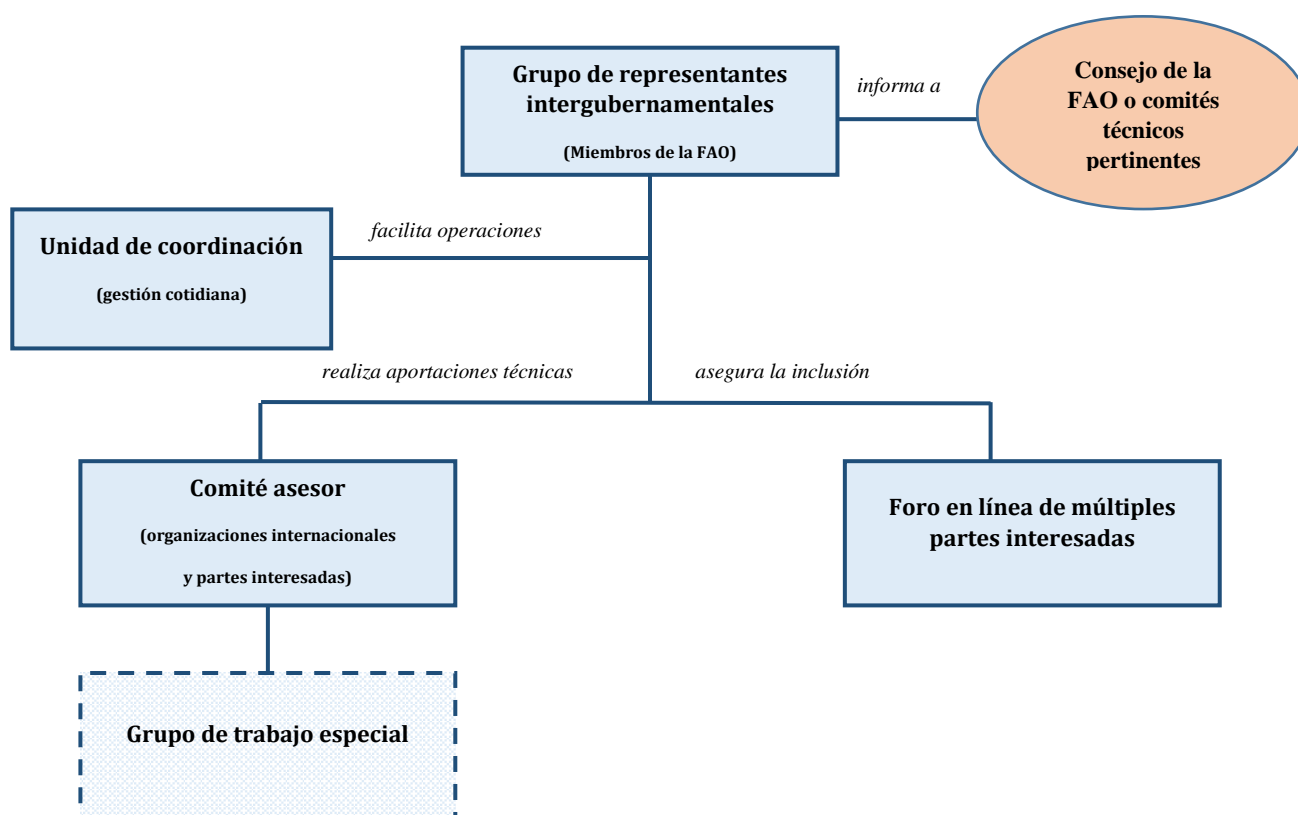 Grupo de representantes
intergubernamentales
(Miembros de la FAO)
informa a
Consejo de la
FAO o comités
técnicos
pertinentes
Unidad de coordinación
(gestión cotidiana)
facilita operaciones
realiza aportaciones técnicas
asegura la inclusión
Comité asesor
(organizaciones internacionales
y partes interesadas)
Foro en línea de múltiples
partes interesadas
Grupo de trabajo especial